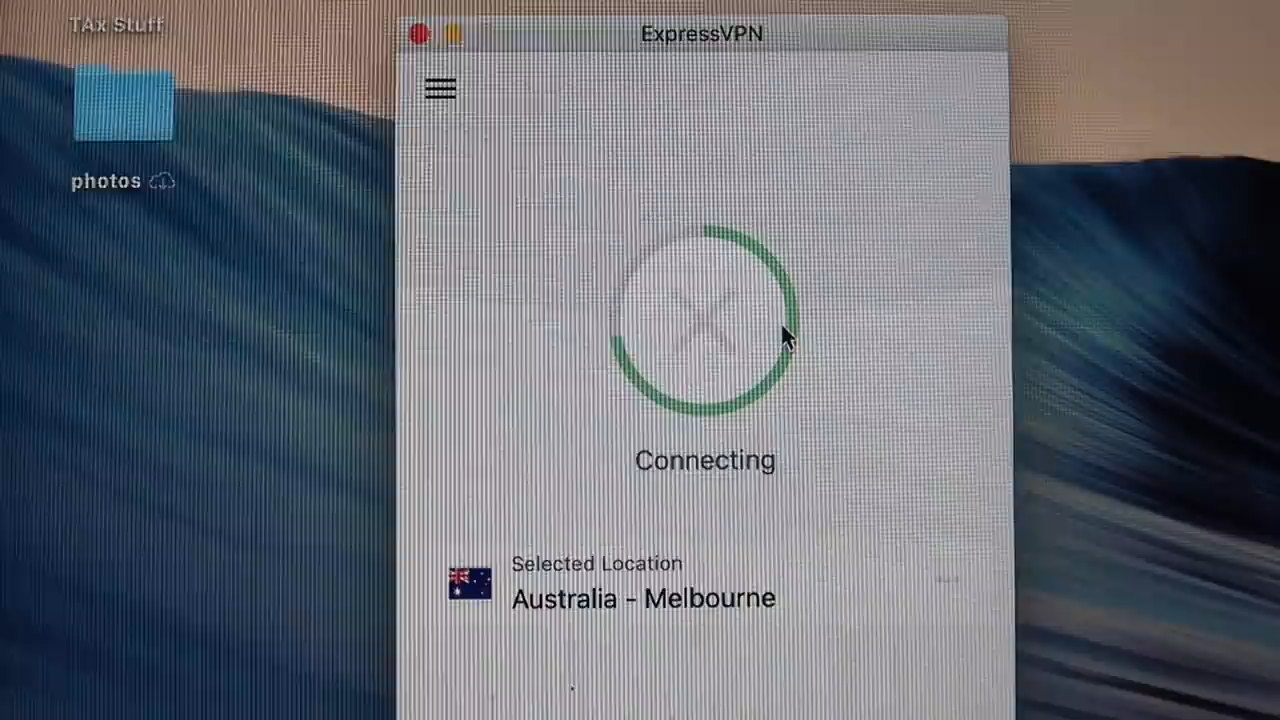 TAx Stuff
ExpressVPN
photos
Connecting
Selected Location
Australia - Melbourne